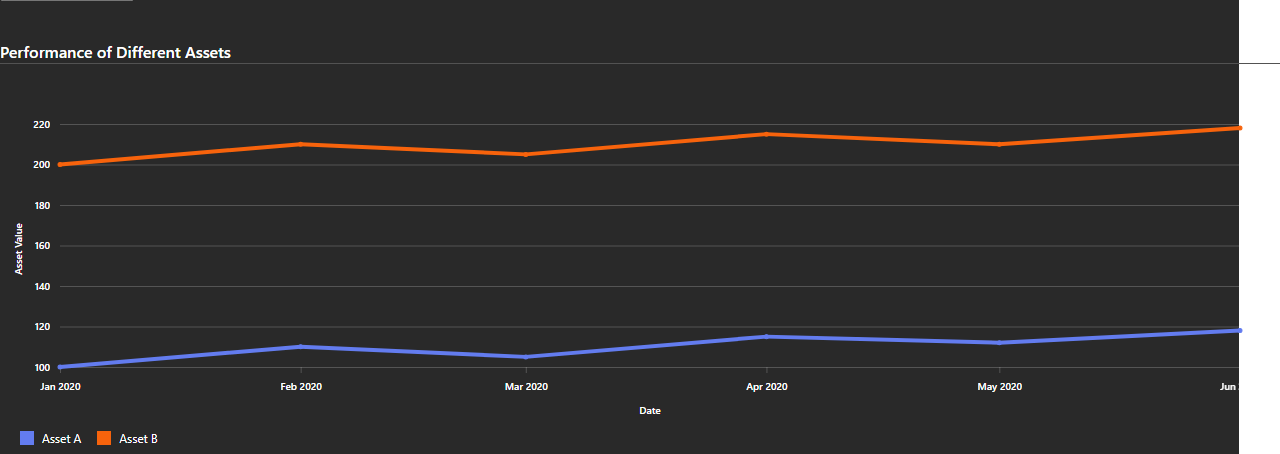 Performance of Different Assets
220
200
180
160
140
120
100
Asset Value
Jan 2020 Feb 2020 Mar 2020 Apr 2020 May 2020 Jun
Date
Asset A Asset B